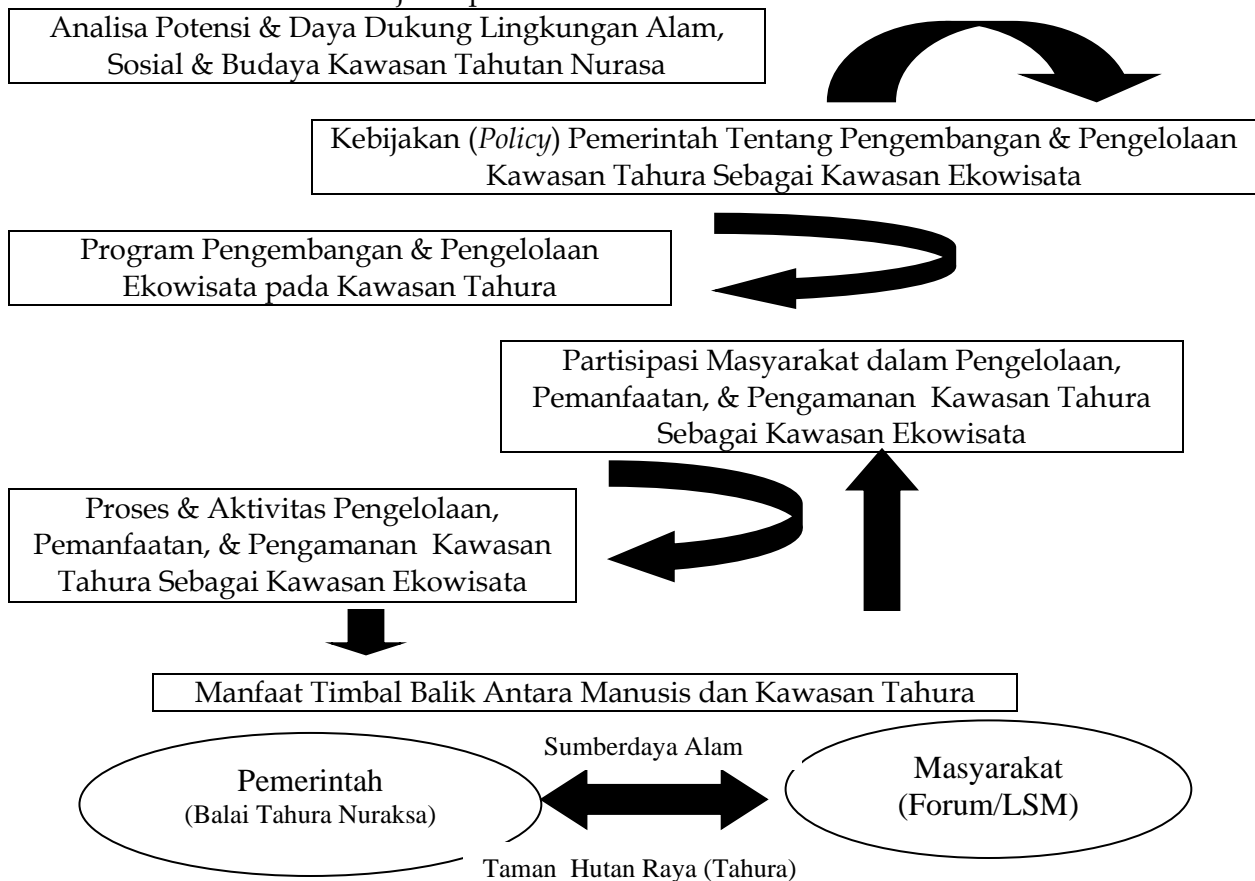 Analisa Potensi & Daya Dukung Lingkungan Alam,
Sosial & Budaya Kawasan Tahutan Nurasa
Kebijakan (Policy) Pemerintah Tentang Pengembangan & Pengelolaan
Kawasan Tahura Sebagai Kawasan Ekowisata
Program Pengembangan & Pengelolaan
Ekowisata pada Kawasan Tahura
Partisipasi Masyarakat dalam Pengelolaan,
Pemanfaatan, & Pengamanan Kawasan Tahura
Sebagai Kawasan Ekowisata
Proses & Aktivitas Pengelolaan,
Pemanfaatan, & Pengamanan Kawasan
Tahura Sebagai Kawasan Ekowisata
Manfaat Timbal Balik Antara Manusis dan Kawasan Tahura
Sumberdaya Alam
Pemerintah
(Balai Tahura Nuraksa)
Masyarakat
(Forum/LSM)
Taman Hutan Raya (Tahura)